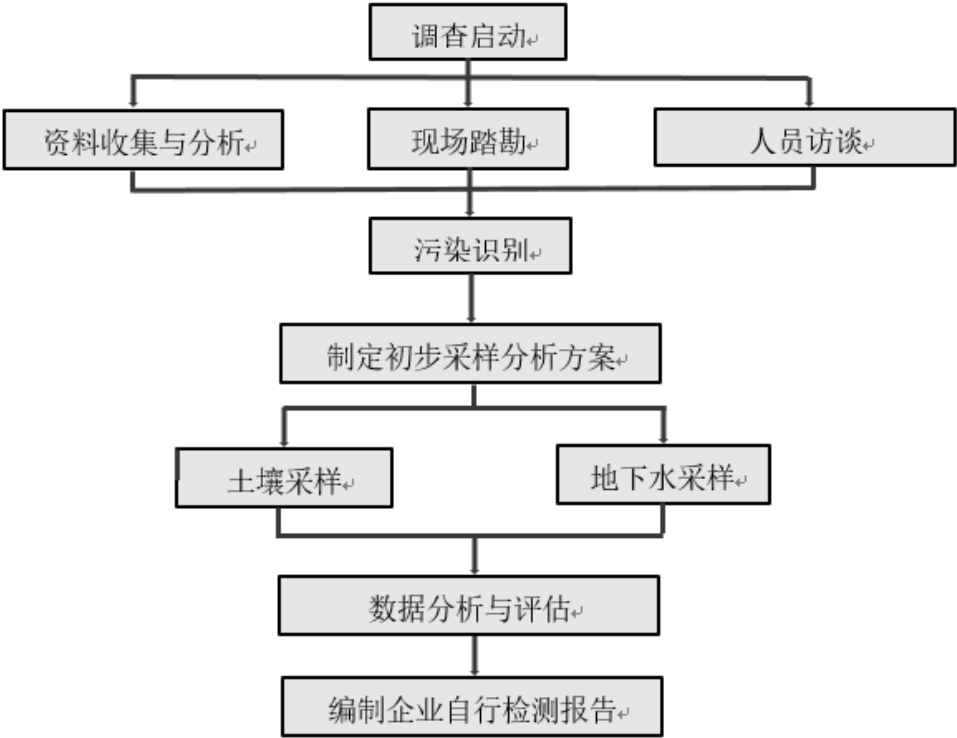 调查启动
资料收集与分析
现场踏勘
人员访谈
污染识别
制定初步采样分析方案
土壤采样
地下水采样
数据分析与评估
编制企业自行检测报告